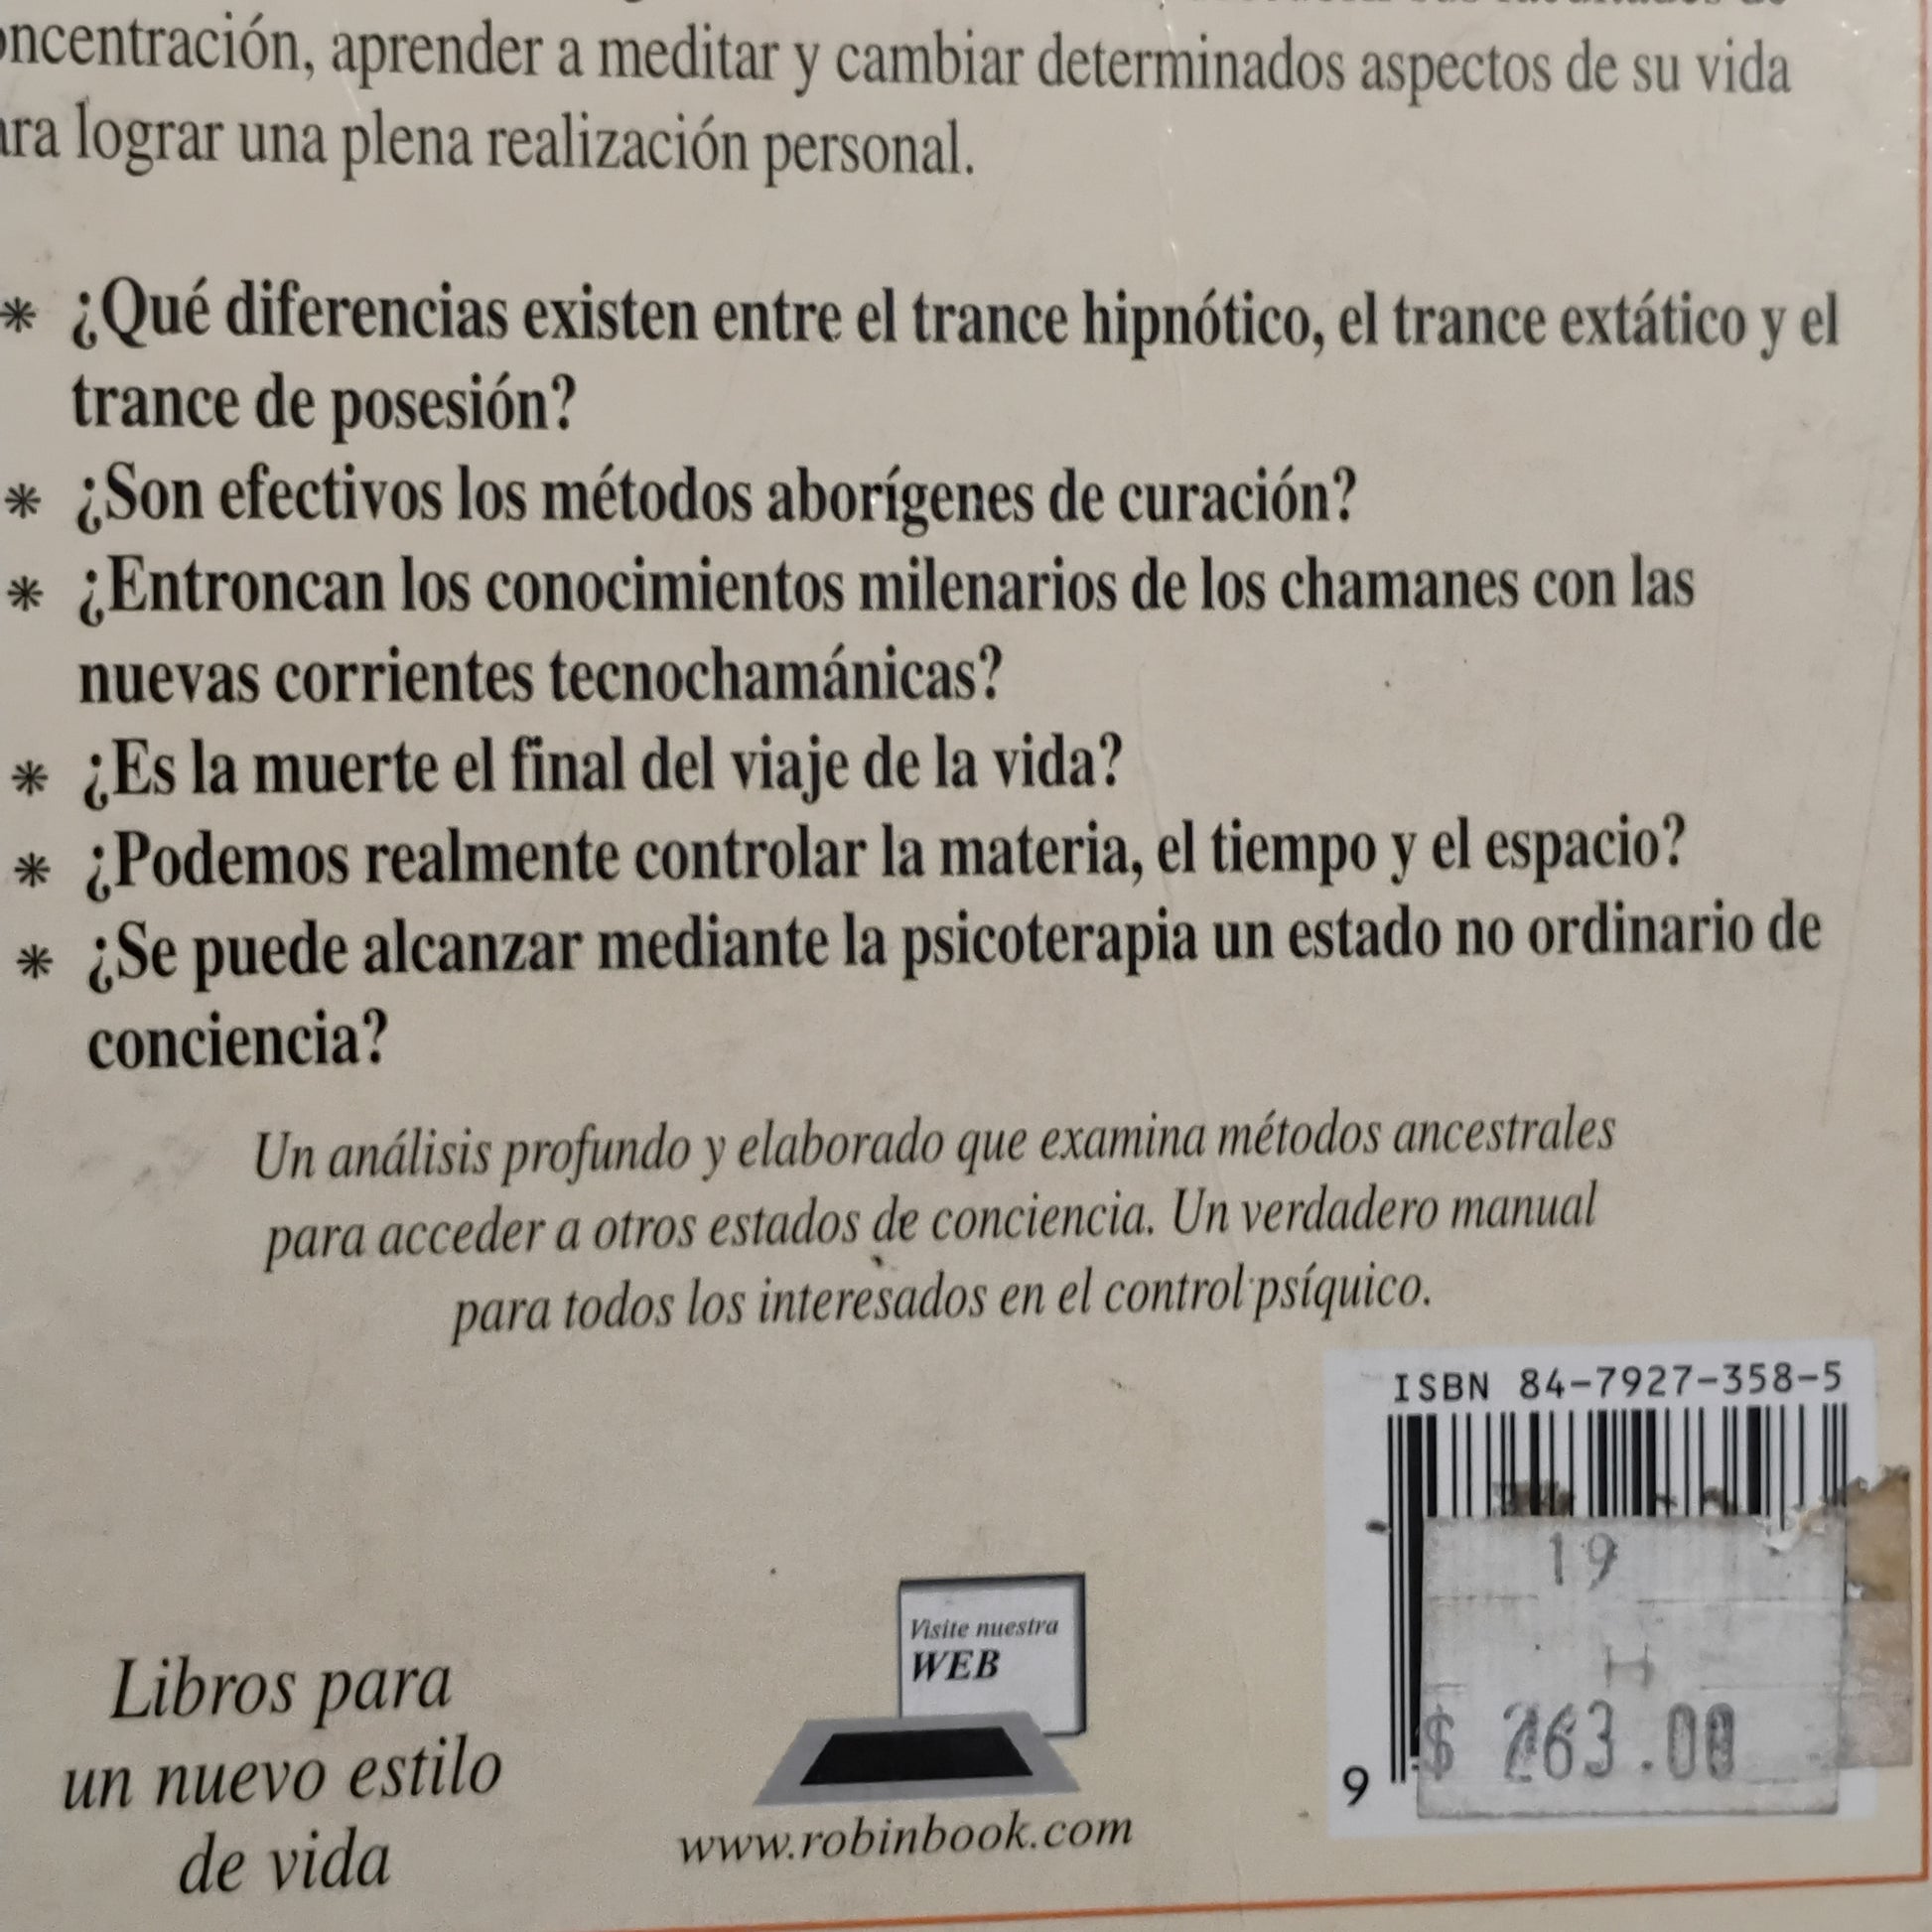 concentración, aprender a meditar y cambiar determinados aspectos de su vida
para lograr una plena realización personal.
* ¿Qué diferencias existen entre el trance hipnótico, el trance extático y el
trance de posesión?
* ¿Son efectivos los métodos aborígenes de curación?
* ¿Entroncan los conocimientos milenarios de los chamanes con las
nuevas corrientes tecnochamánicas?
* ¿Es la muerte el final del viaje de la vida?
* ¿Podemos realmente controlar la materia, el tiempo y el espacio?
* ¿Se puede alcanzar mediante la psicoterapia un estado no ordinario de
conciencia?
Un análisis profundo y elaborado que examina métodos ancestrales
para acceder a otros estados de conciencia. Un verdadero manual
para todos los interesados en el control psíquico.
ISBN 84-7927-358-5
19
H
$ 263.00
9
Visite nuestra
WEB
www.robinbook.com
Libros para
un nuevo estilo
de vida